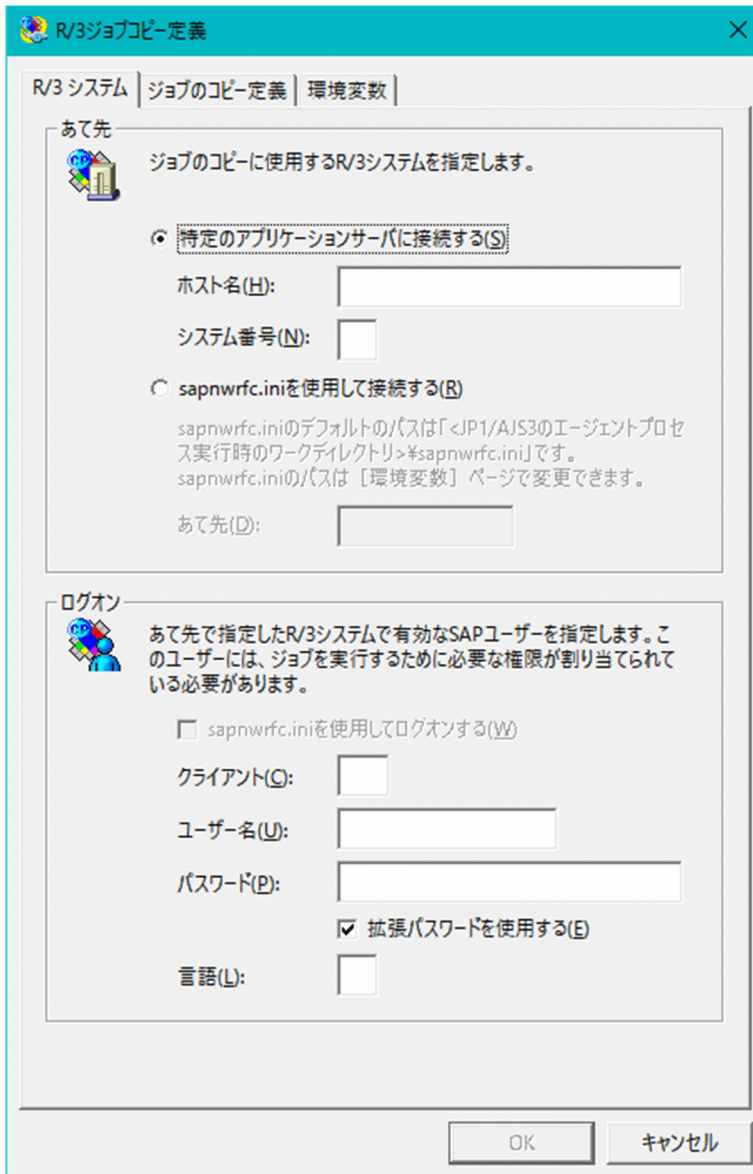 R/3ジョブコピー定義
R/3 システム
ジョブのコピー定義
環境変数
あて先
CP
ジョブのコピーに使用するR/3システムを指定します。
特定のアプリケーションサーバに接続する(S)
ホスト名(H):
システム番号(N):
sapnwrfc.iniを使用して接続する(R)
sapnwrfc.iniのデフォルトのパスは「<JP1/AJS3のエージェントプロセ
ス実行時のワークディレクトリ>¥sapnwrfc.ini」です。
sapnwrfc.iniのパスは［環境変数］ページで変更できます。
あて先(D):
ログオン
CP
あて先で指定したR/3システムで有効なSAPユーザーを指定します。こ
のユーザーには、ジョブを実行するために必要な権限が割り当てられて
いる必要があります。
sapnwrfc.iniを使用してログオンする(W)
クライアント(C):
ユーザー名(U):
パスワード(P):
拡張パスワードを使用する(E)
言語(L):
OK
キャンセル